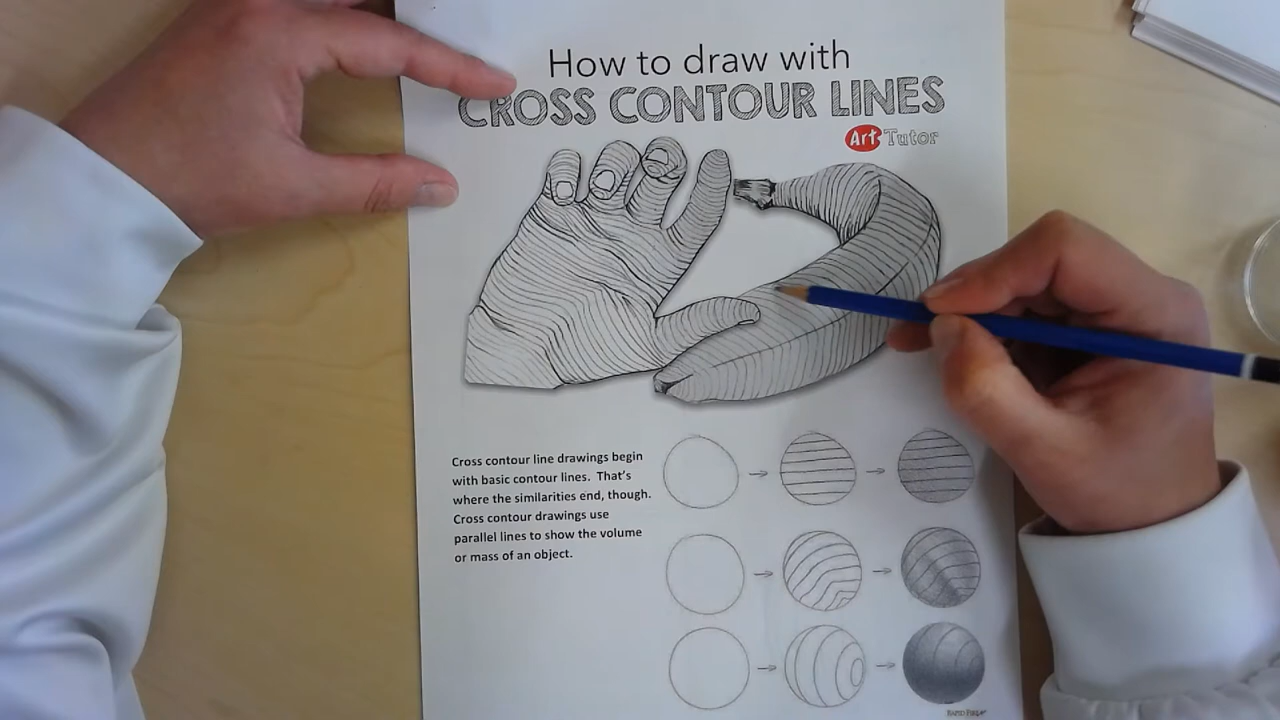 How to draw with
CROSS CONTOUR LINES
Art Tutor
Cross contour line drawings begin
with basic contour lines. That's
where the similarities end, though.
Cross contour drawings use
parallel lines to show the volume
or mass of an object.